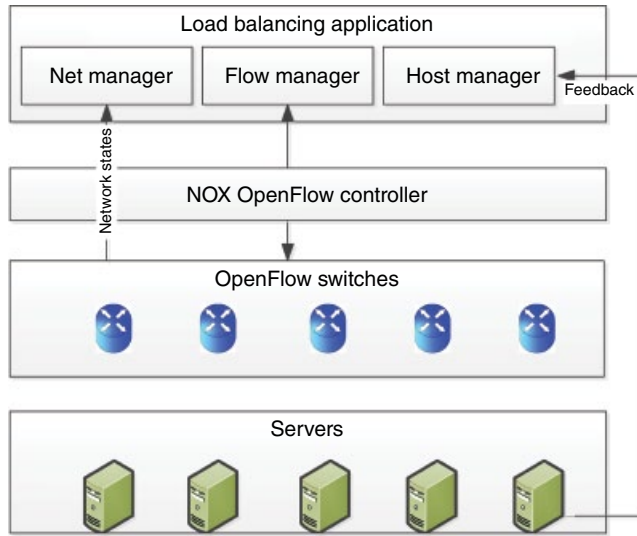 Load balancing application
Net manager
Flow manager
Host manager
Feedback
Network states
NOX OpenFlow controller
OpenFlow switches
Servers